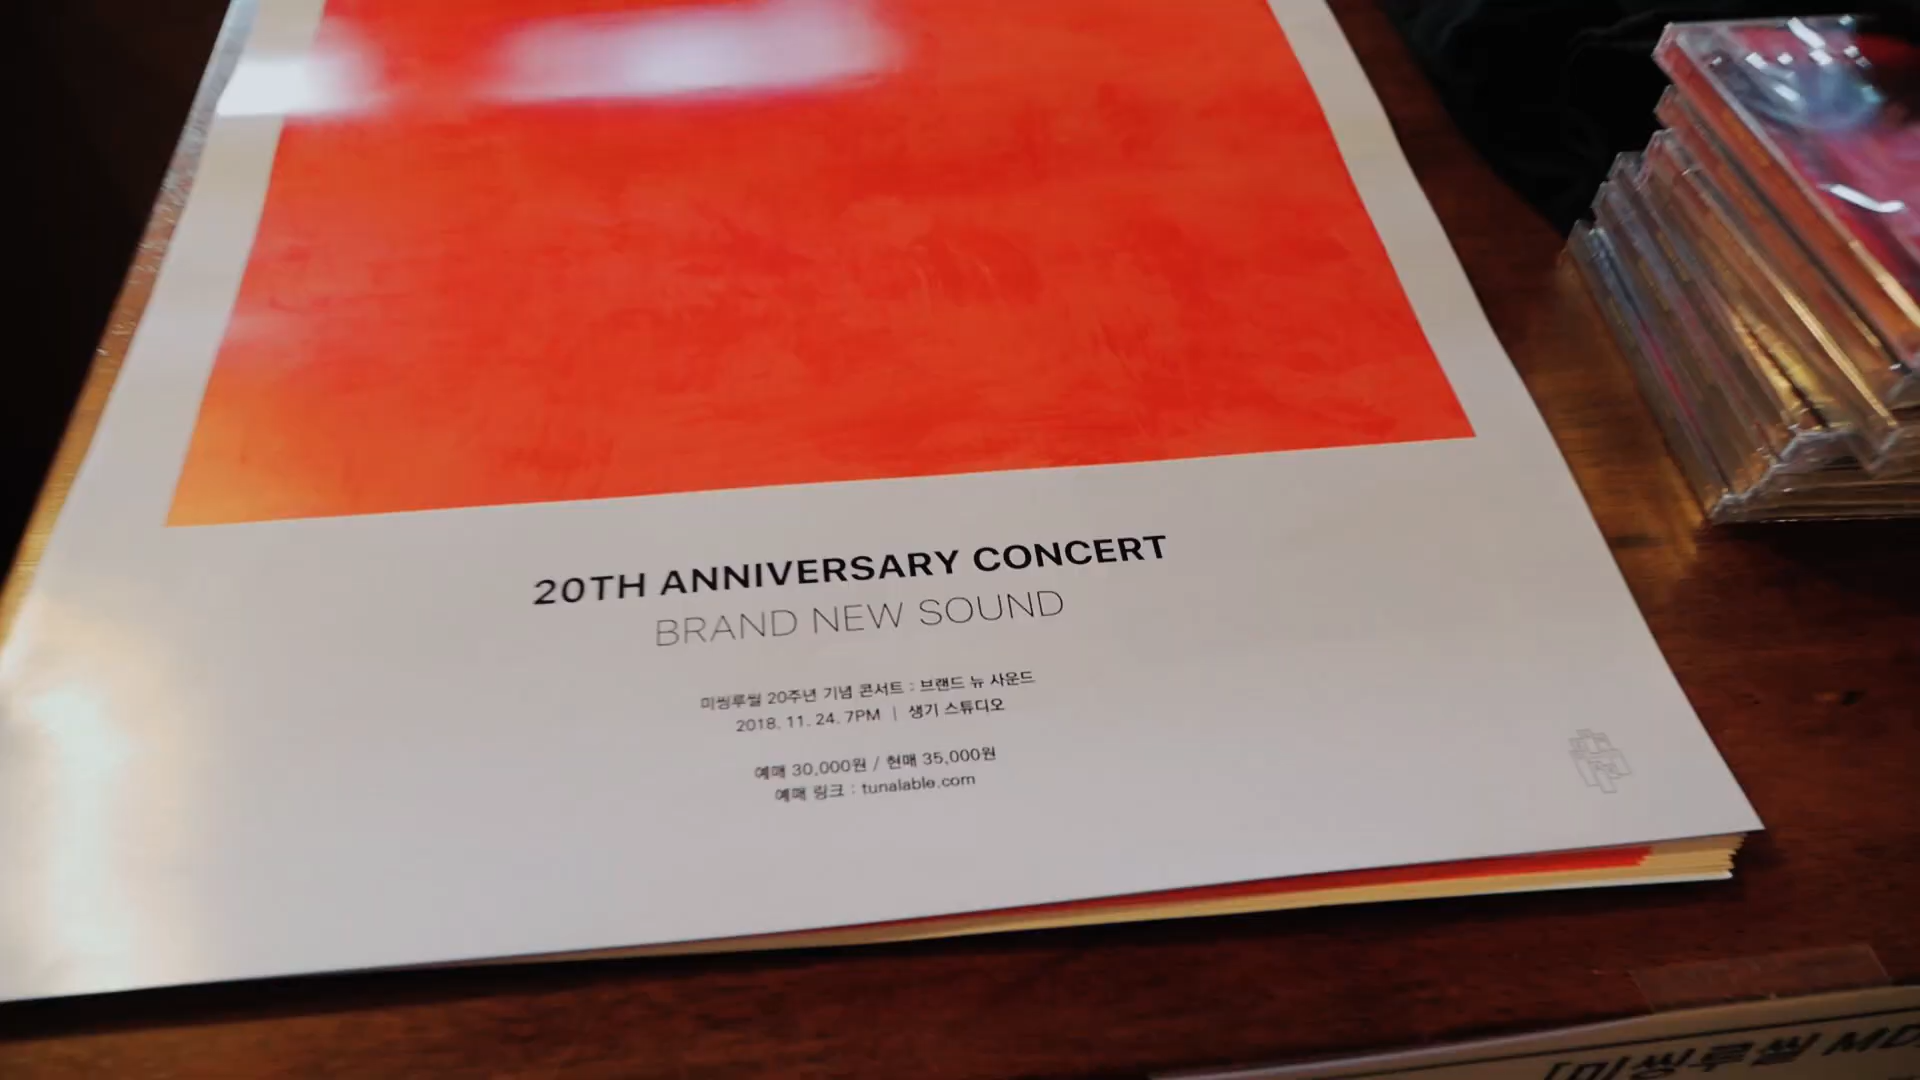 20TH ANNIVERSARY CONCERT
BRAND NEW SOUND
미씽루씰 20주년 기념 콘서트 : 브랜드 뉴 사운드
2018. 11. 24. 7PM | 생기 스튜디오
예매 30,000원 / 현매 35,000원
예매 링크 : tunalable.com
[미씽루씰 MD